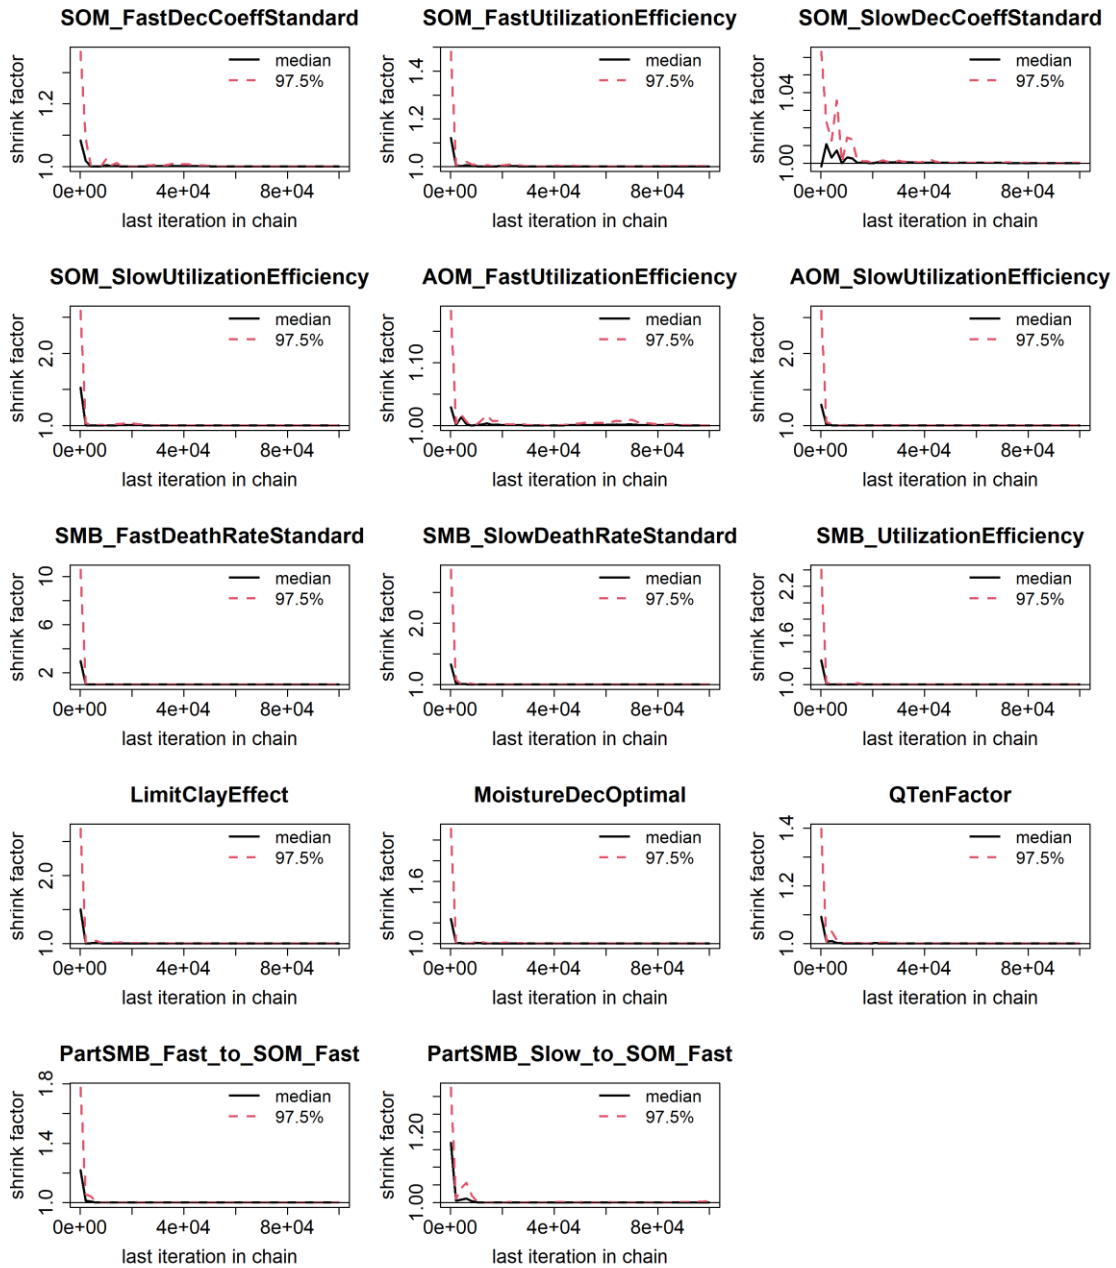 SOM_FastDecCoeffStandard
SOM_FastUtilizationEfficiency
SOM_SlowDecCoeffStandard
shrink factor
1.0
1.2
median
97.5%
0e+00
4e+04
8e+04
last iteration in chain
shrink factor
1.0
1.2
1.4
median
97.5%
0e+00
4e+04
8e+04
last iteration in chain
shrink factor
1.00
1.04
median
97.5%
0e+00
4e+04
8e+04
last iteration in chain
SOM_SlowUtilizationEfficiency
AOM_FastUtilizationEfficiency
AOM_SlowUtilizationEfficiency
shrink factor
1.0
2.0
median
97.5%
0e+00
4e+04
8e+04
last iteration in chain
shrink factor
1.00
1.10
median
97.5%
0e+00
4e+04
8e+04
last iteration in chain
shrink factor
1.0
2.0
median
97.5%
0e+00
4e+04
8e+04
last iteration in chain
SMB_FastDeathRateStandard
SMB_SlowDeathRateStandard
SMB_UtilizationEfficiency
shrink factor
2
6
10
median
97.5%
0e+00
4e+04
8e+04
last iteration in chain
shrink factor
1.0
2.0
median
97.5%
0e+00
4e+04
8e+04
last iteration in chain
shrink factor
1.0
1.6
2.2
median
97.5%
0e+00
4e+04
8e+04
last iteration in chain
LimitClayEffect
MoistureDecOptimal
QTenFactor
shrink factor
1.0
2.0
median
97.5%
0e+00
4e+04
8e+04
last iteration in chain
shrink factor
1.0
1.6
median
97.5%
0e+00
4e+04
8e+04
last iteration in chain
shrink factor
1.0
1.2
1.4
median
97.5%
0e+00
4e+04
8e+04
last iteration in chain
PartSMB_Fast_to_SOM_Fast
PartSMB_Slow_to_SOM_Fast
shrink factor
1.0
1.4
1.8
median
97.5%
0e+00
4e+04
8e+04
last iteration in chain
shrink factor
1.00
1.20
median
97.5%
0e+00
4e+04
8e+04
last iteration in chain